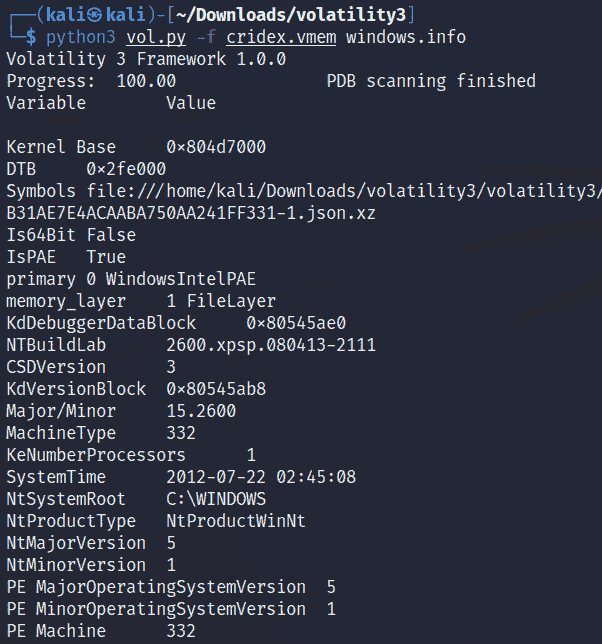 ┌──(kali㉿kali)-[~/Downloads/volatility3]
└─$ python3 vol.py -f cridex.vmem windows.info
Volatility 3 Framework 1.0.0
Progress:  100.00               PDB scanning finished
Variable        Value
Kernel Base     0×804d7000
DTB     0×2fe000
Symbols file:///home/kali/Downloads/volatility3/volatility3/
B31AE7E4ACAABA750AA241FF331-1.json.xz
Is64Bit False
IsPAE   True
primary 0 WindowsIntelPAE
memory_layer    1 FileLayer
KdDebuggerDataBlock     0×80545ae0
NTBuildLab      2600.xpsp.080413-2111
CSDVersion      3
KdVersionBlock  0×80545ab8
Major/Minor     15.2600
MachineType     332
KeNumberProcessors      1
SystemTime      2012-07-22 02:45:08
NtSystemRoot    C:\WINDOWS
NtProductType   NtProductWinNt
NtMajorVersion  5
NtMinorVersion  1
PE MajorOperatingSystemVersion  5
PE MinorOperatingSystemVersion  1
PE Machine      332